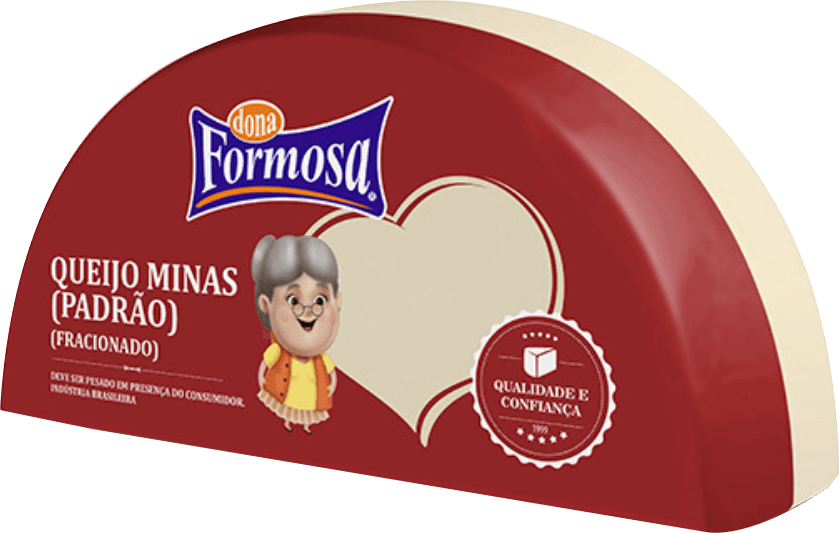 dona
Formosa®
QUEIJO MINAS
(PADRÃO)
(FRACIONADO)
DEVE SER PESADO EM PRESENÇA DO CONSUMIDOR.
INDÚSTRIA BRASILEIRA
QUALIDADE E
CONFIANÇA
1999